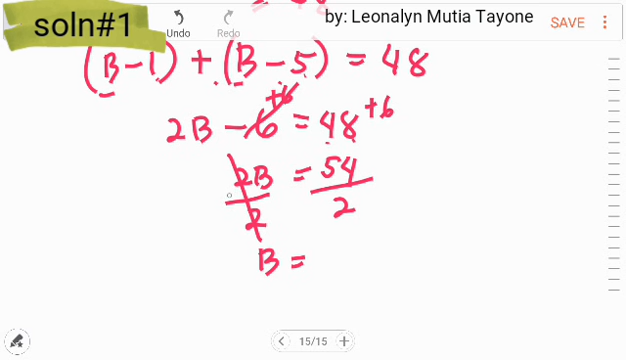 soln#1
Undo
Redo
by: Leonalyn Mutia Tayone
SAVE
(B-1) + (B-5) = 48
2B - 6 +6 = 48 +6
2B/2 = 54/2
B =
15/15